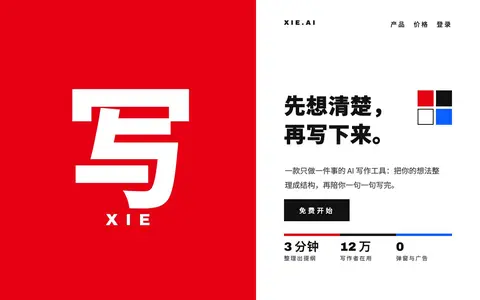 写
XIE
XIE.AI
产品 价格 登录
先想清楚，
再写下来。
一款只做一件事的 AI 写作工具：把你的想法整
理成结构，再陪你一句一句写完。
免费开始
3 分钟 12 万 0
整理出提纲 写作者在用 弹窗与广告